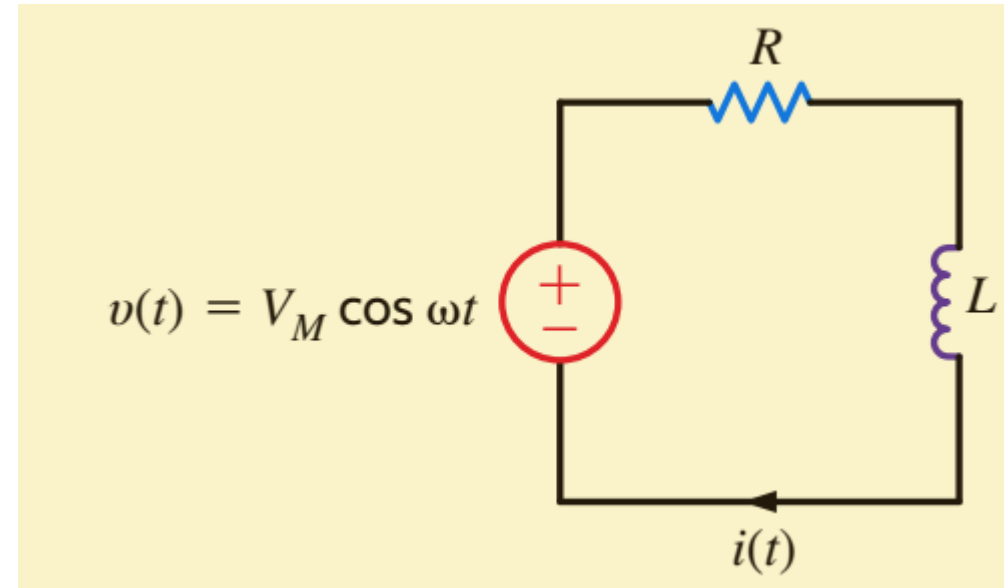 R
v(t) = V_M cos ωt
+
−
L
i(t)